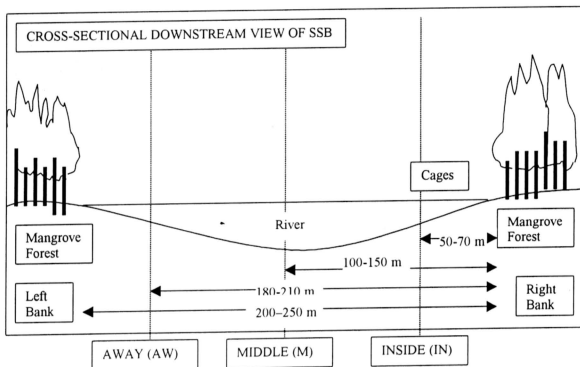 CROSS-SECTIONAL DOWNSTREAM VIEW OF SSB
Cages
River
Mangrove
Forest
Mangrove
Forest
50-70 m
100-150 m
180-210 m
200–250 m
Left
Bank
Right
Bank
AWAY (AW)
MIDDLE (M)
INSIDE (IN)